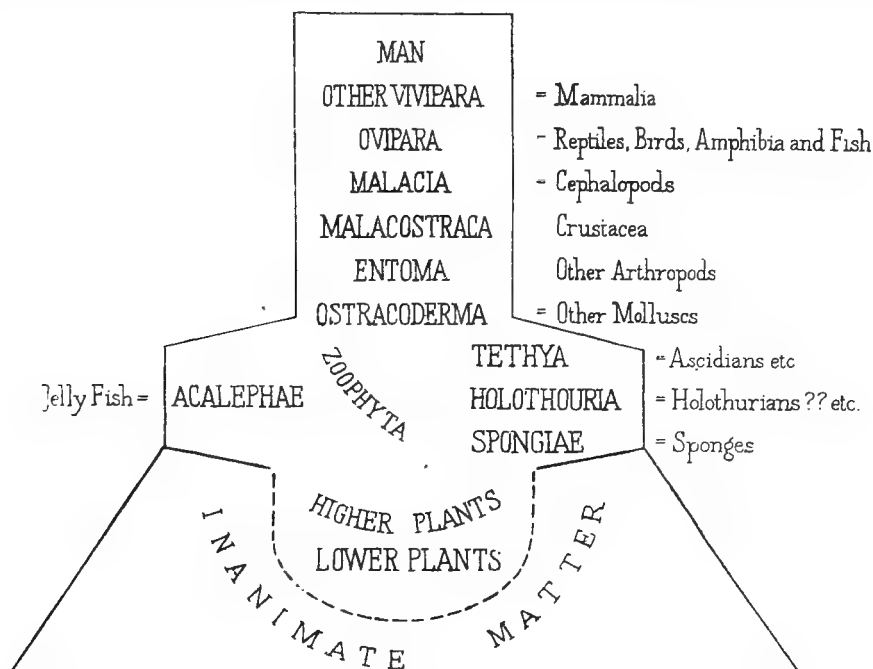 MAN
OTHER VIVIPARA = Mammalia
OVIPARA - Reptiles, Birds, Amphibia and Fish
MALACIA - Cephalopods
MALACOSTRACA Crustacea
ENTOMA Other Arthropods
OSTRACODERMA = Other Molluscs
ZOOPHYTA
TETHYA = Ascidians etc
Jelly Fish = ACALEPHAE HOLOTHOURIA = Holothurians ?? etc.
SPONGIAE = Sponges
HIGHER PLANTS
LOWER PLANTS
INANIMATE MATTER